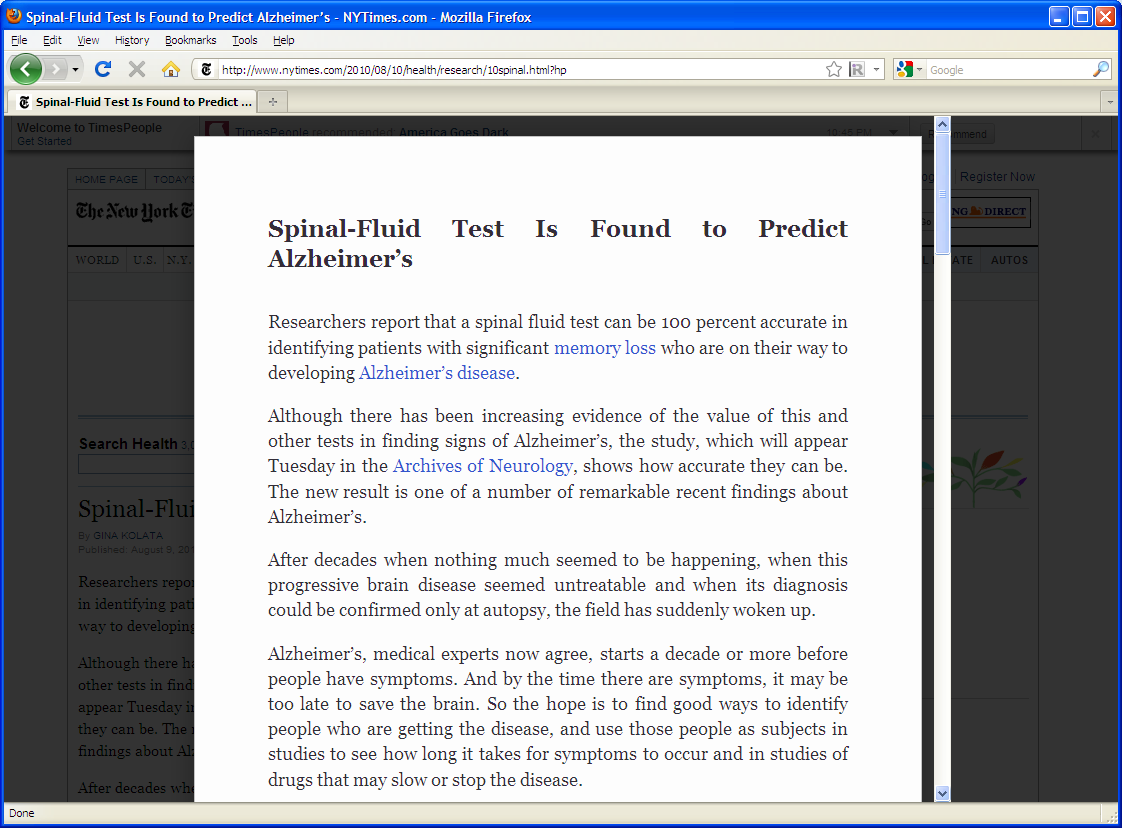 Spinal-Fluid Test Is Found to Predict Alzheimer’s - NYTimes.com - Mozilla Firefox
File Edit View History Bookmarks Tools Help
http://www.nytimes.com/2010/08/10/health/research/10spinal.html?hp
Google
Spinal-Fluid Test Is Found to Predict ...
Welcome to TimesPeople
Get Started
TimesPeople recommended: America Goes Dark
10:45 PM
HOME PAGE TODAY'S
Register Now
The New York
ING DIRECT
WORLD U.S. N.Y.
AUTOS
Search Health
Spinal-Flui
By GINA KOLATA
Published: August 9, 20
Researchers repor
in identifying pati
way to developing
Although there ha
other tests in find
appear Tuesday in
they can be. The
findings about Al
After decades whe
Spinal-Fluid Test Is Found to Predict
Alzheimer’s
Researchers report that a spinal fluid test can be 100 percent accurate in
identifying patients with significant memory loss who are on their way to
developing Alzheimer’s disease.
Although there has been increasing evidence of the value of this and
other tests in finding signs of Alzheimer’s, the study, which will appear
Tuesday in the Archives of Neurology, shows how accurate they can be.
The new result is one of a number of remarkable recent findings about
Alzheimer’s.
After decades when nothing much seemed to be happening, when this
progressive brain disease seemed untreatable and when its diagnosis
could be confirmed only at autopsy, the field has suddenly woken up.
Alzheimer’s, medical experts now agree, starts a decade or more before
people have symptoms. And by the time there are symptoms, it may be
too late to save the brain. So the hope is to find good ways to identify
people who are getting the disease, and use those people as subjects in
studies to see how long it takes for symptoms to occur and in studies of
drugs that may slow or stop the disease.
Done